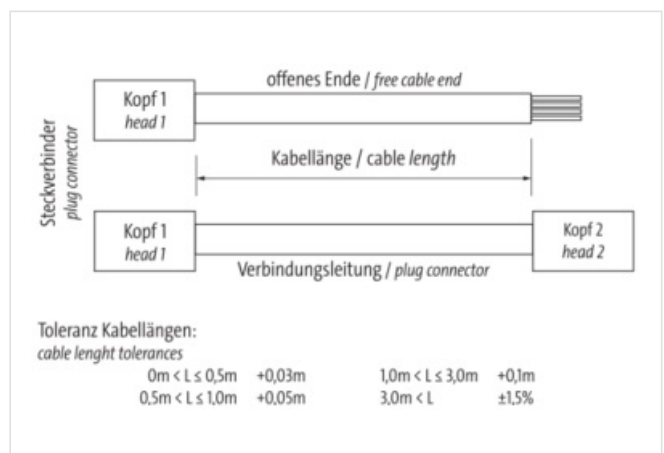 offenes Ende / free cable end
Kopf 1
head 1
Steckverbinder
plug connector
Kabellänge / cable length
Kopf 1
head 1
Kopf 2
head 2
Verbindungsleitung / plug connector
Toleranz Kabellängen:
cable lenght tolerances
0m < L ≤ 0,5m +0,03m 1,0m < L ≤ 3,0m +0,1m
0,5m < L ≤ 1,0m +0,05m 3,0m < L ±1,5%